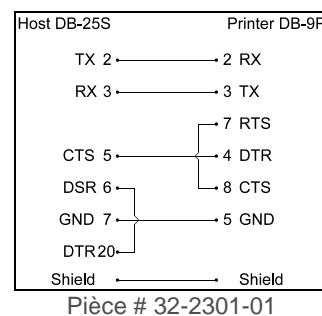 Host DB-25S Printer DB-9P
TX 2 2 RX
RX 3 3 TX
7 RTS
CTS 5 4 DTR
DSR 6 8 CTS
GND 7 5 GND
DTR20
Shield Shield
Pièce # 32-2301-01